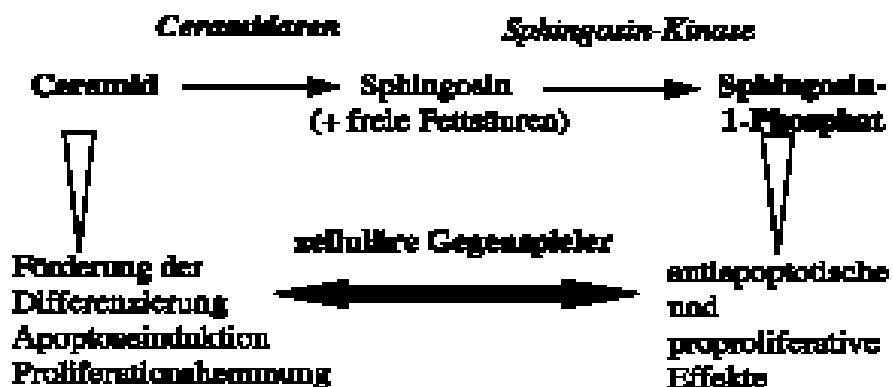 Ceramidasen Sphingosin-Kinase
Ceramid Sphingosin Sphingosin-
(+ freie Fettsäuren) 1-Phosphat
zelluläre Gegenspieler
Förderung der
Differenzierung
Apoptoseinduktion
Proliferationshemmung
antiapoptotische
und
proproliferative
Effekte